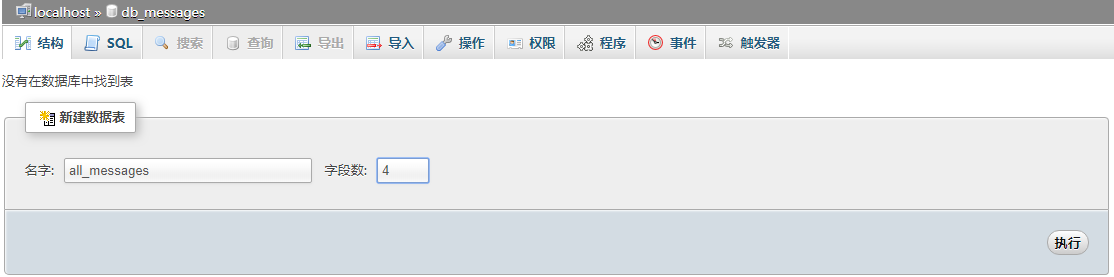 localhost » db_messages
结构 SQL 搜索 查询 导出 导入 操作 权限 程序 事件 触发器
没有在数据库中找到表
新建数据表
名字: all_messages 字段数: 4
执行